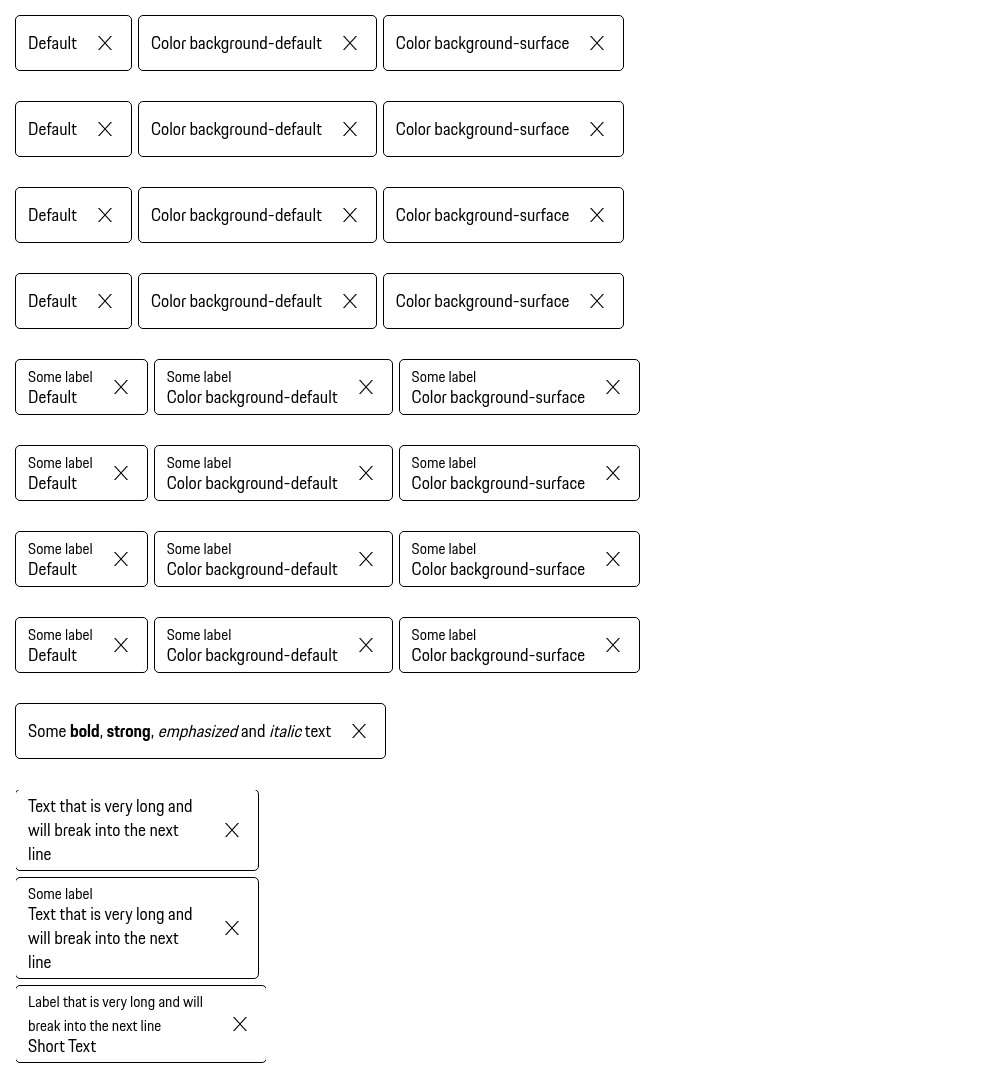 Default Color background-default Color background-surface
Default Color background-default Color background-surface
Default Color background-default Color background-surface
Default Color background-default Color background-surface
Some label Some label Some label
Default Color background-default Color background-surface
Some label Some label Some label
Default Color background-default Color background-surface
Some label Some label Some label
Default Color background-default Color background-surface
Some label Some label Some label
Default Color background-default Color background-surface
Some bold, strong, emphasized and italic text
Text that is very long and
will break into the next
line
Some label
Text that is very long and
will break into the next
line
Label that is very long and will
break into the next line
Short Text